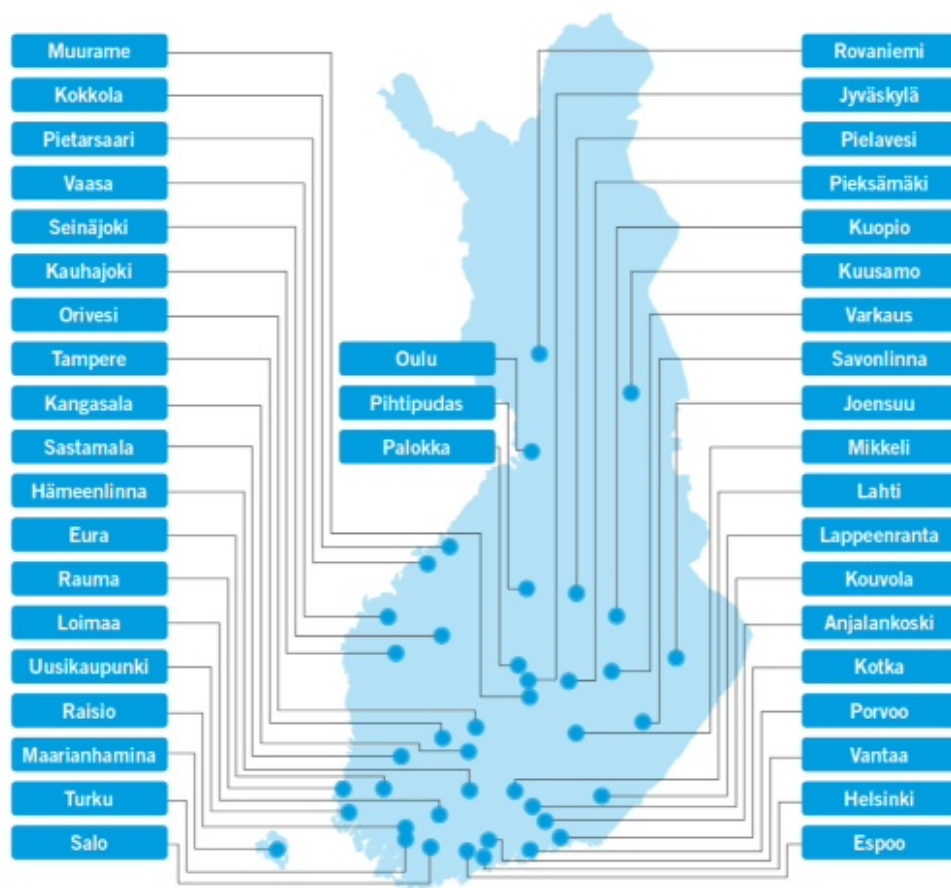 Muurame
Kokkola
Pietarsaari
Vaasa
Seinäjoki
Kauhajoki
Orivesi
Tampere
Kangasala
Sastamala
Hämeenlinna
Eura
Rauma
Loimaa
Uusikaupunki
Raisio
Maarianhamina
Turku
Salo
Oulu
Pihtipudas
Palokka
Rovaniemi
Jyväskylä
Pielavesi
Pieksämäki
Kuopio
Kuusamo
Varkaus
Savonlinna
Joensuu
Mikkeli
Lahti
Lappeenranta
Kouvola
Anjalankoski
Kotka
Porvoo
Vantaa
Helsinki
Espoo